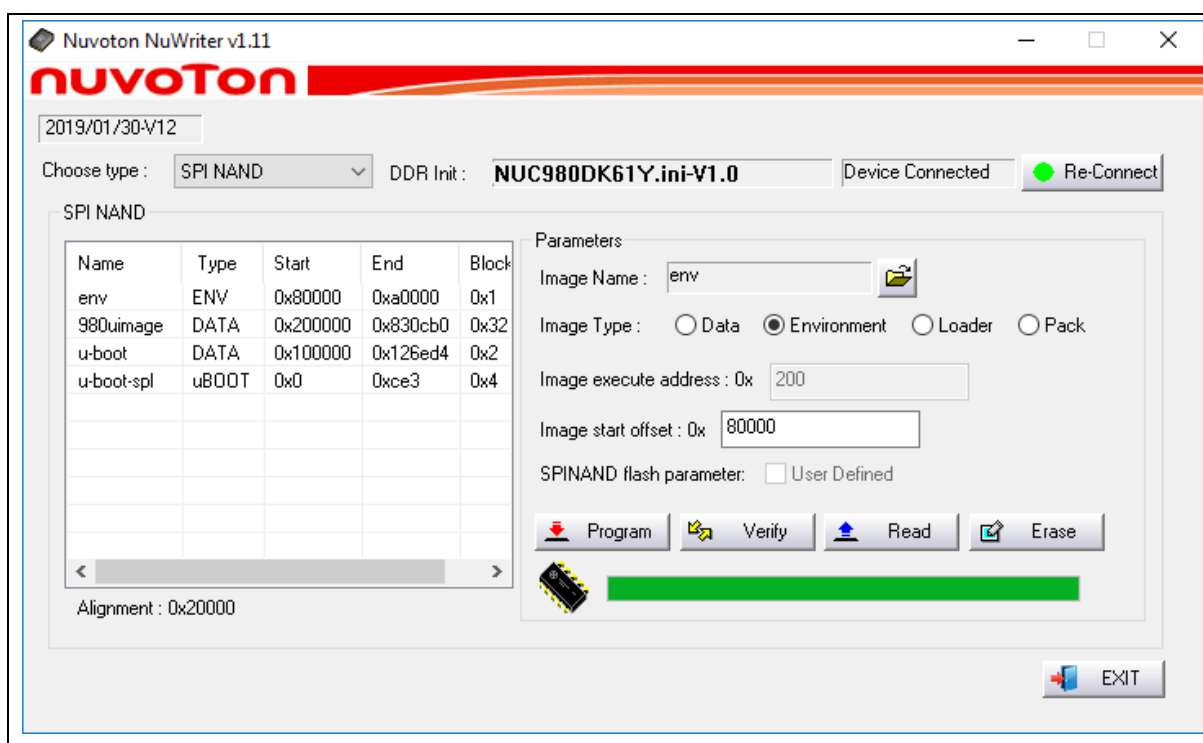 Nuvoton NuWriter v1.11
nuvoTon
2019/01/30-V12
Choose type : SPI NAND DDR Init : NUC980DK61Y.ini-V1.0 Device Connected Re-Connect
SPI NAND
Name Type Start End Block
env ENV 0x80000 0xa0000 0x1
980uimage DATA 0x200000 0x830cb0 0x32
u-boot DATA 0x100000 0x126ed4 0x2
u-boot-spl uBOOT 0x0 0xce3 0x4
Alignment : 0x20000
Parameters
Image Name : env
Image Type : Data Environment Loader Pack
Image execute address : 0x 200
Image start offset : 0x 80000
SPINAND flash parameter: User Defined
Program Verify Read Erase
EXIT